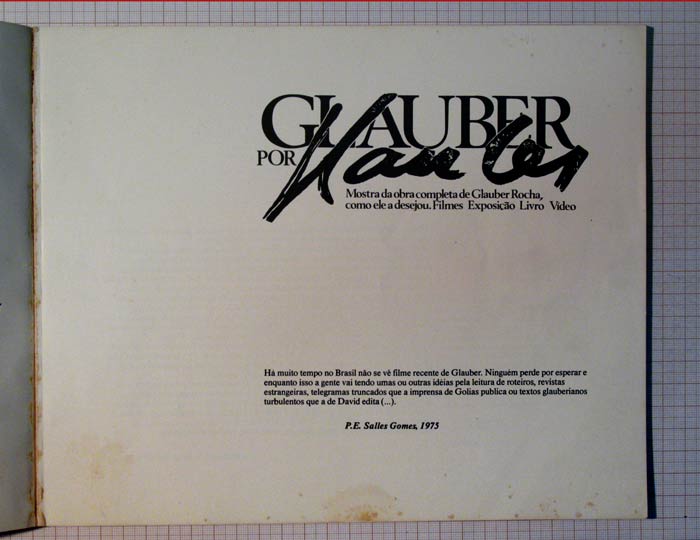 GLAUBER
POR Glauber
Mostra da obra completa de Glauber Rocha,
como ele a desejou. Filmes Exposição Livro Video
Há muito tempo no Brasil não se vê filme recente de Glauber. Ninguém perde por esperar e
enquanto isso a gente vai tendo umas ou outras idéias pela leitura de roteiros, revistas
estrangeiras, telegramas truncados que a imprensa de Golias publica ou textos glauberianos
turbulentos que a de David edita (...).
P.E. Salles Gomes, 1975